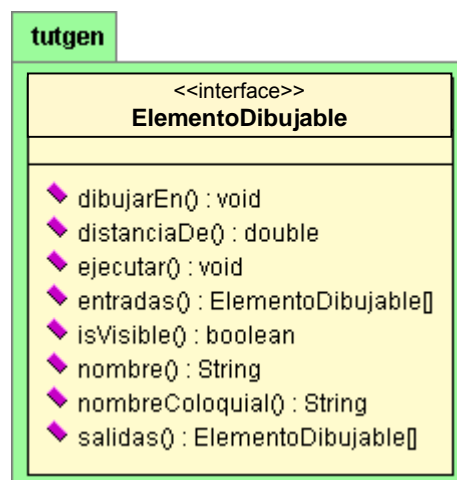 tutgen
<<interface>>
ElementoDibujable
dibujarEn() : void
distanciaDe() : double
ejecutar() : void
entradas() : ElementoDibujable[]
isVisible() : boolean
nombre() : String
nombreColoquial() : String
salidas() : ElementoDibujable[]